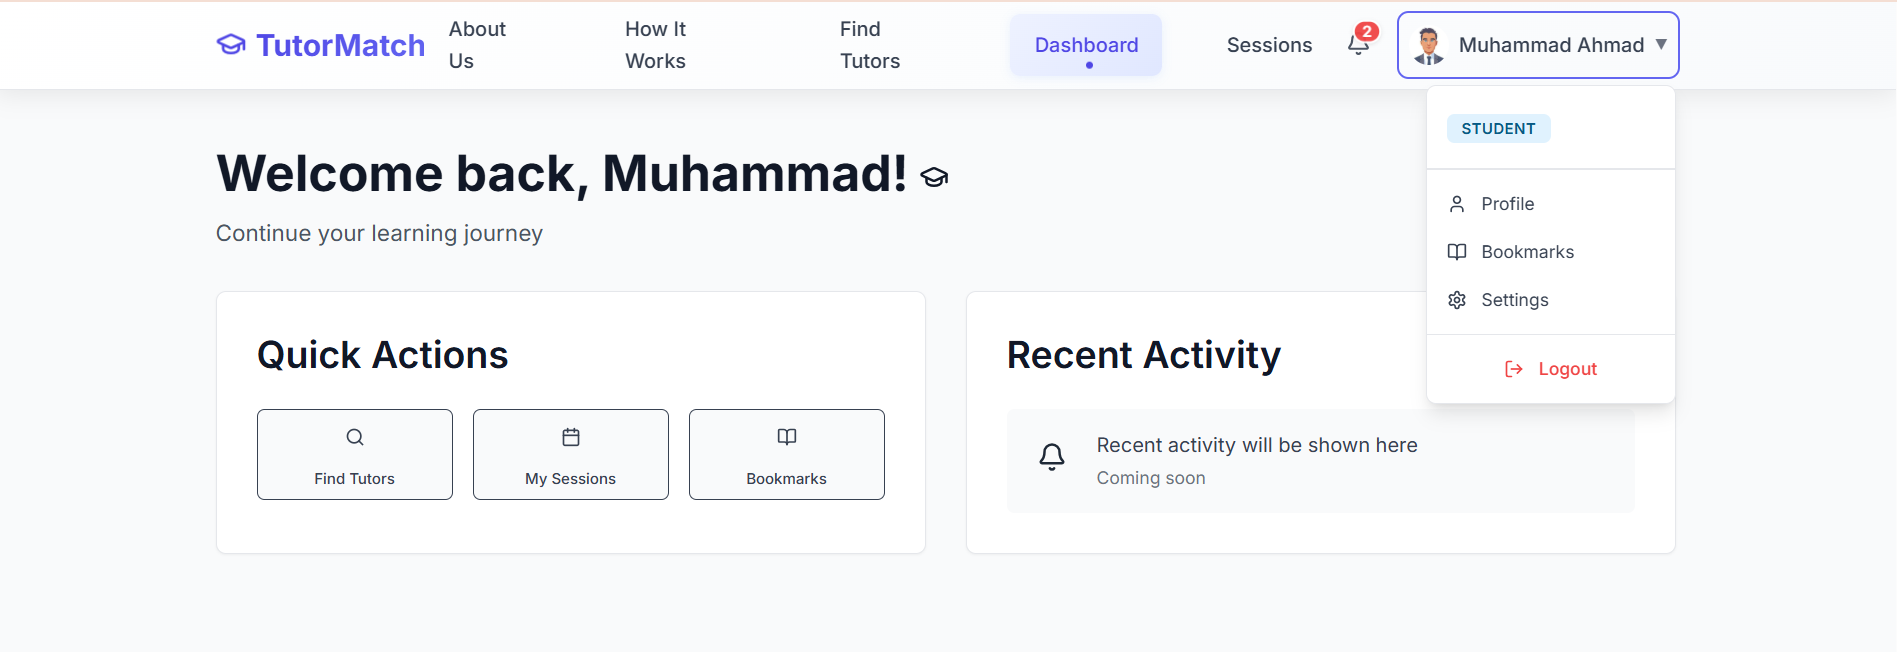 TutorMatch
About
Us
How It
Works
Find
Tutors
Dashboard
Sessions
2
Muhammad Ahmad
STUDENT
Profile
Bookmarks
Settings
Logout
Welcome back, Muhammad!
Continue your learning journey
Quick Actions
Find Tutors
My Sessions
Bookmarks
Recent Activity
Recent activity will be shown here
Coming soon